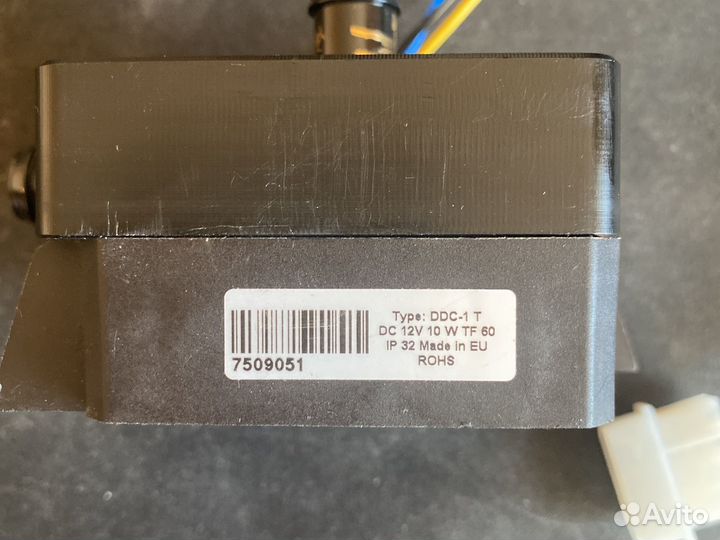 Type: DDC-1 T
DC 12V 10 W TF 60
IP 32 Made in EU
ROHS
7509051
Avito